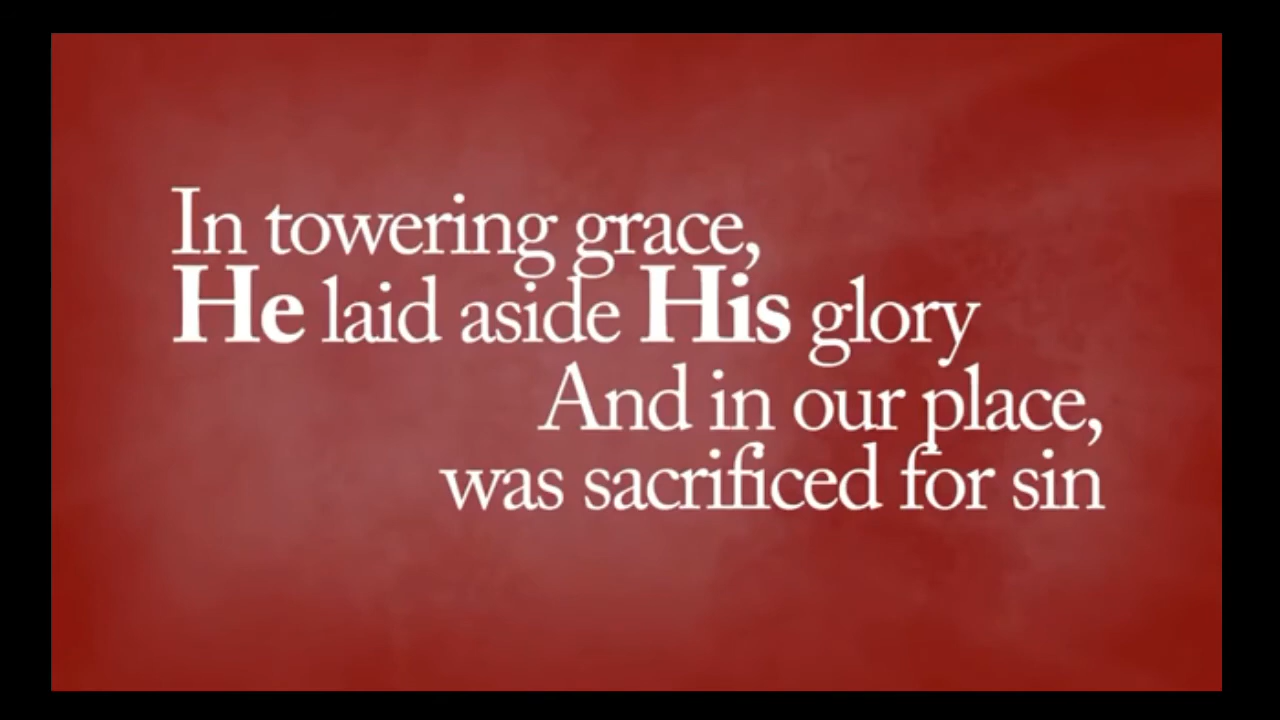 In towering grace,
He laid aside His glory
And in our place,
was sacrificed for sin